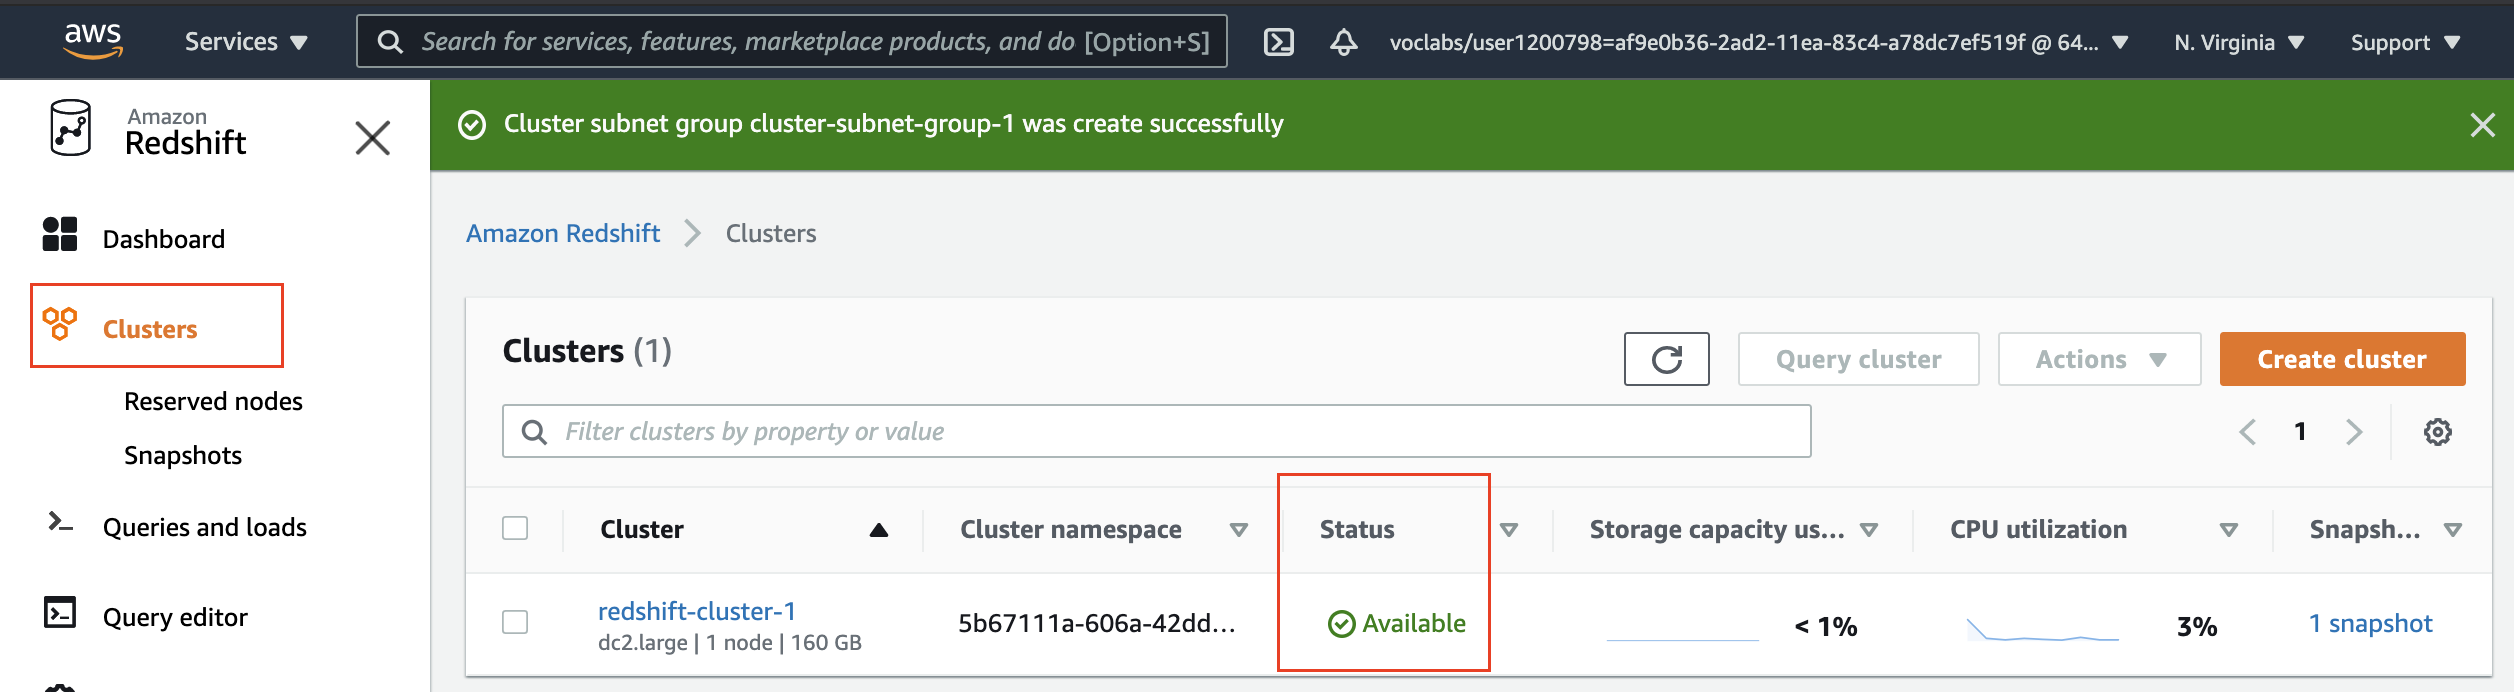 aws
Services
Search for services, features, marketplace products, and do [Option+S]
voclabs/user1200798=af9e0b36-2ad2-11ea-83c4-a78dc7ef519f @ 64...
N. Virginia
Support
Amazon
Redshift
Dashboard
Clusters
Reserved nodes
Snapshots
Queries and loads
Query editor
Cluster subnet group cluster-subnet-group-1 was create successfully
Amazon Redshift > Clusters
Clusters (1)
Query cluster
Actions
Create cluster
Filter clusters by property or value
1
Cluster Cluster namespace Status Storage capacity us... CPU utilization Snapsh...
redshift-cluster-1 5b67111a-606a-42dd... Available < 1% 3% 1 snapshot
dc2.large | 1 node | 160 GB